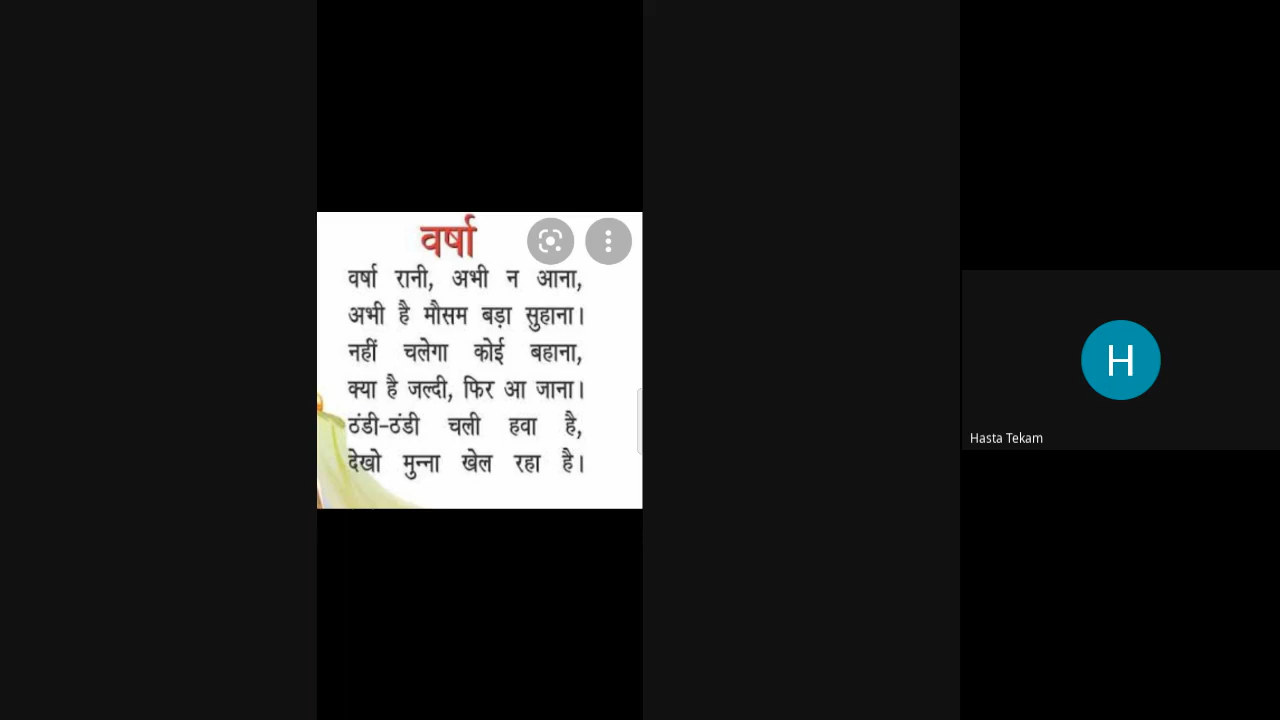 वर्षा
वर्षा रानी, अभी न आना,
अभी है मौसम बड़ा सुहाना।
नहीं चलेगा कोई बहाना,
क्या है जल्दी, फिर आ जाना।
ठंडी-ठंडी चली हवा है,
देखो मुन्ना खेल रहा है।
H
Hasta Tekam